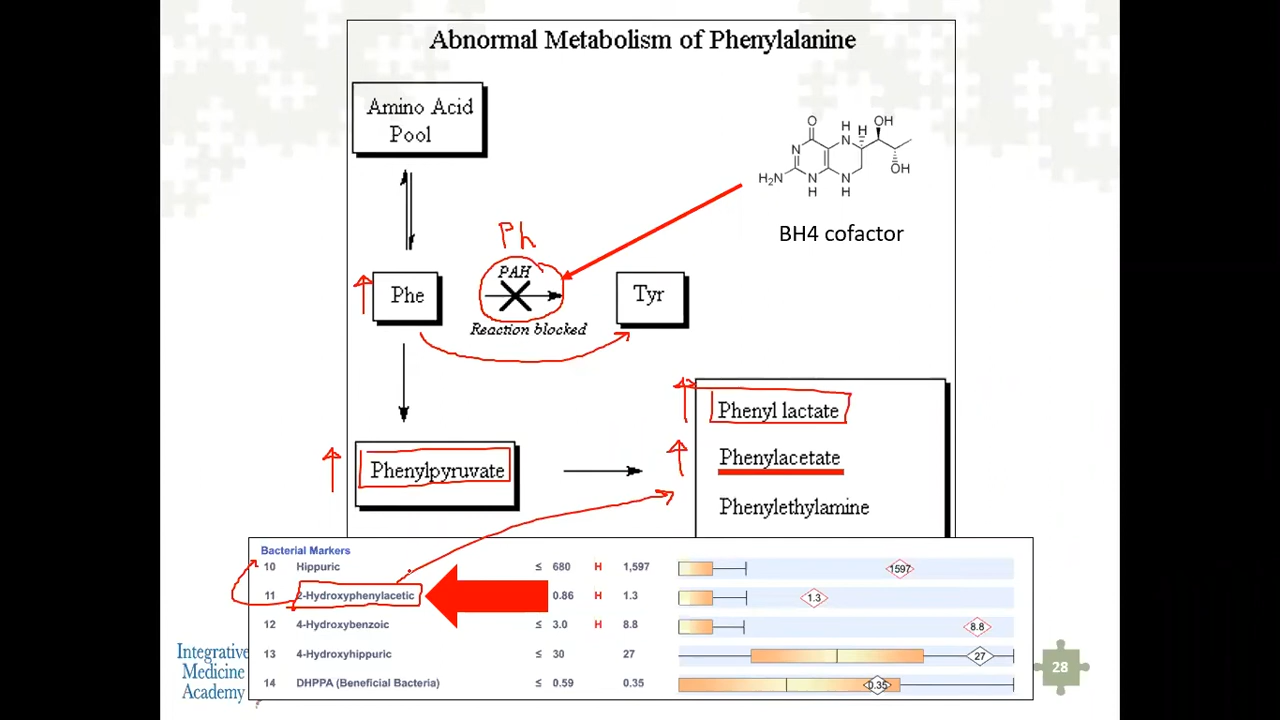 Abnormal Metabolism of Phenylalanine
Amino Acid
Pool
O
H
N
H
OH
N
H₂N
N
H
N
H
OH
BH4 cofactor
Ph
PAH
Phe
Tyr
Reaction blocked
Phenylpyruvate
Phenyl lactate
Phenylacetate
Phenylethylamine
Bacterial Markers
10 Hippuric ≤ 680 H 1,597 1597
11 2-Hydroxyphenylacetic 0.86 H 1.3 1.3
12 4-Hydroxybenzoic ≤ 3.0 H 8.8 8.8
13 4-Hydroxyhippuric ≤ 30 27 27
14 DHPPA (Beneficial Bacteria) ≤ 0.59 0.35 0.35
Integrative
Medicine
Academy
28